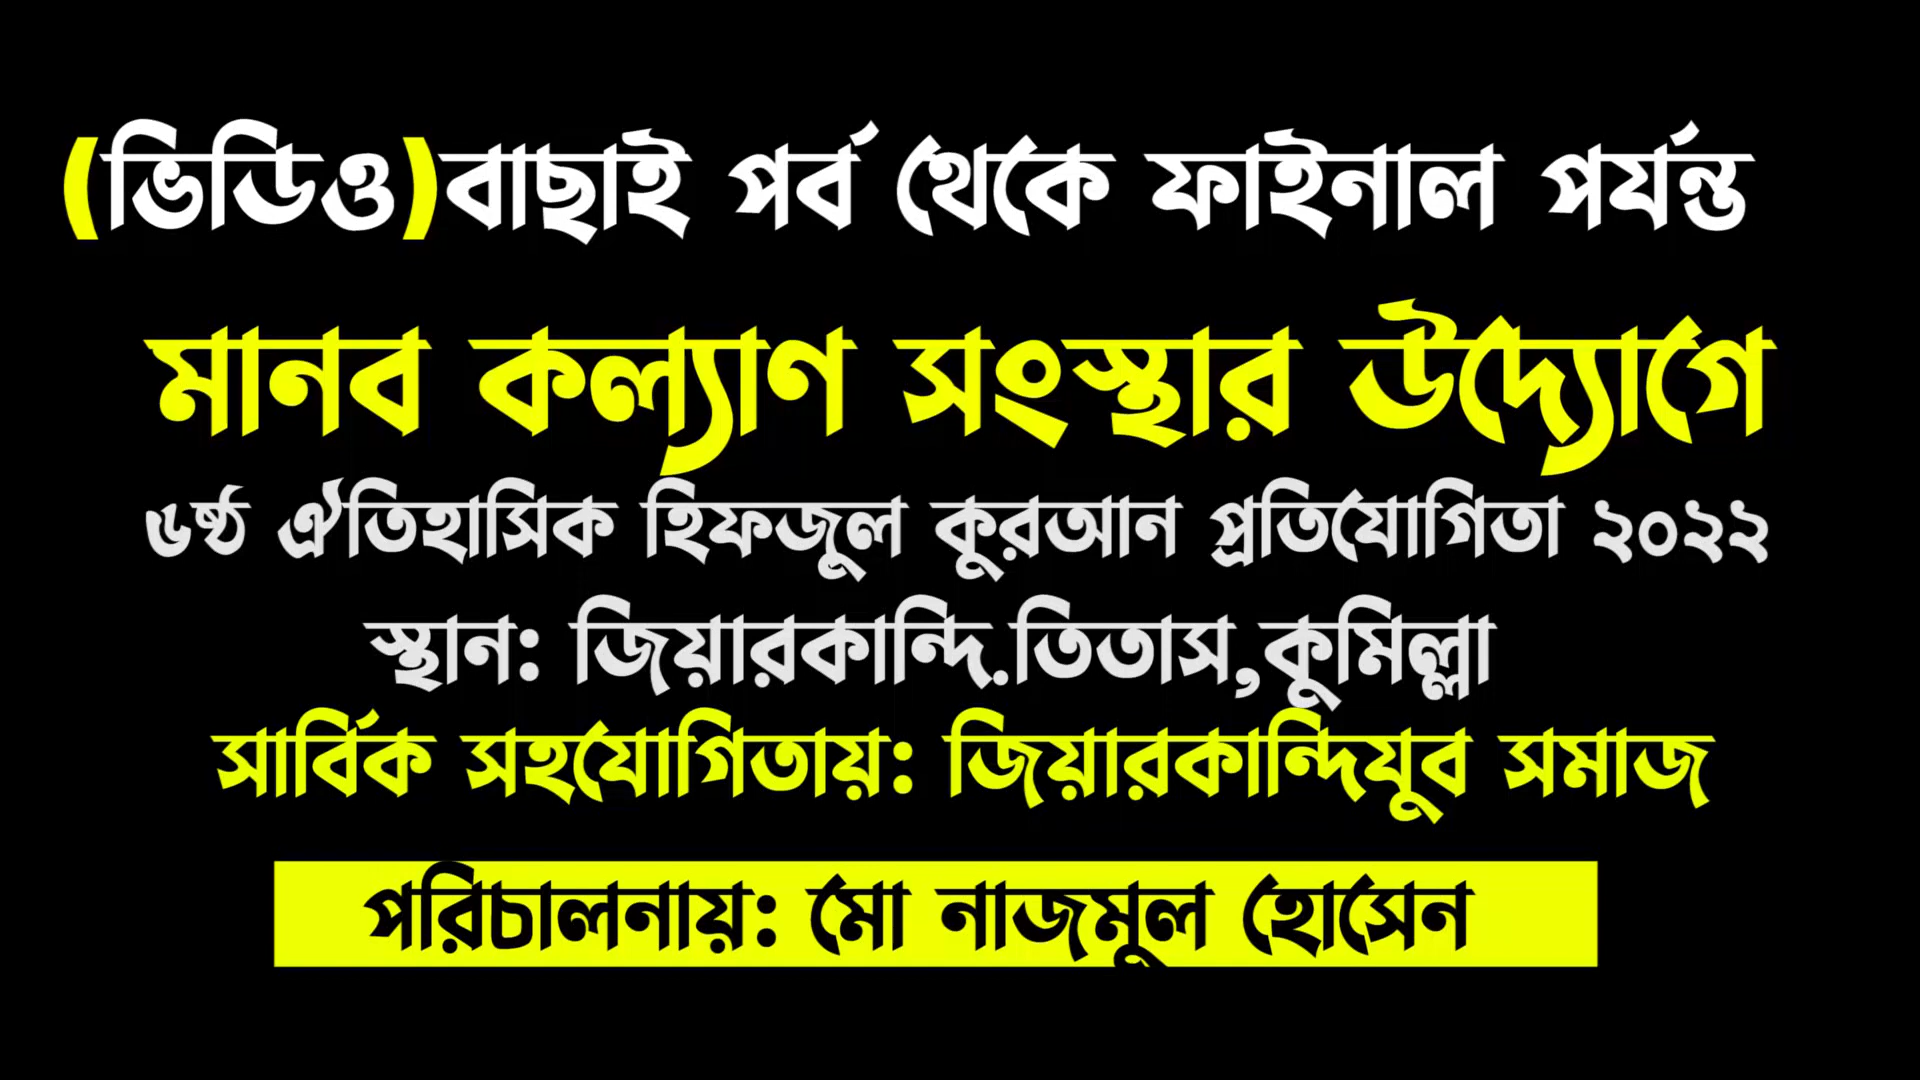 (ভিডিও)বাছাই পর্ব থেকে ফাইনাল পর্যন্ত
মানব কল্যাণ সংস্থার উদ্যোগে
৬ষ্ঠ ঐতিহাসিক হিফজুল কুরআন প্রতিযোগিতা ২০২২
স্থান: জিয়ারকান্দি.তিতাস,কুমিল্লা
সার্বিক সহযোগিতায়: জিয়ারকান্দিযুব সমাজ
পরিচালনায়: মো নাজমুল হোসেন